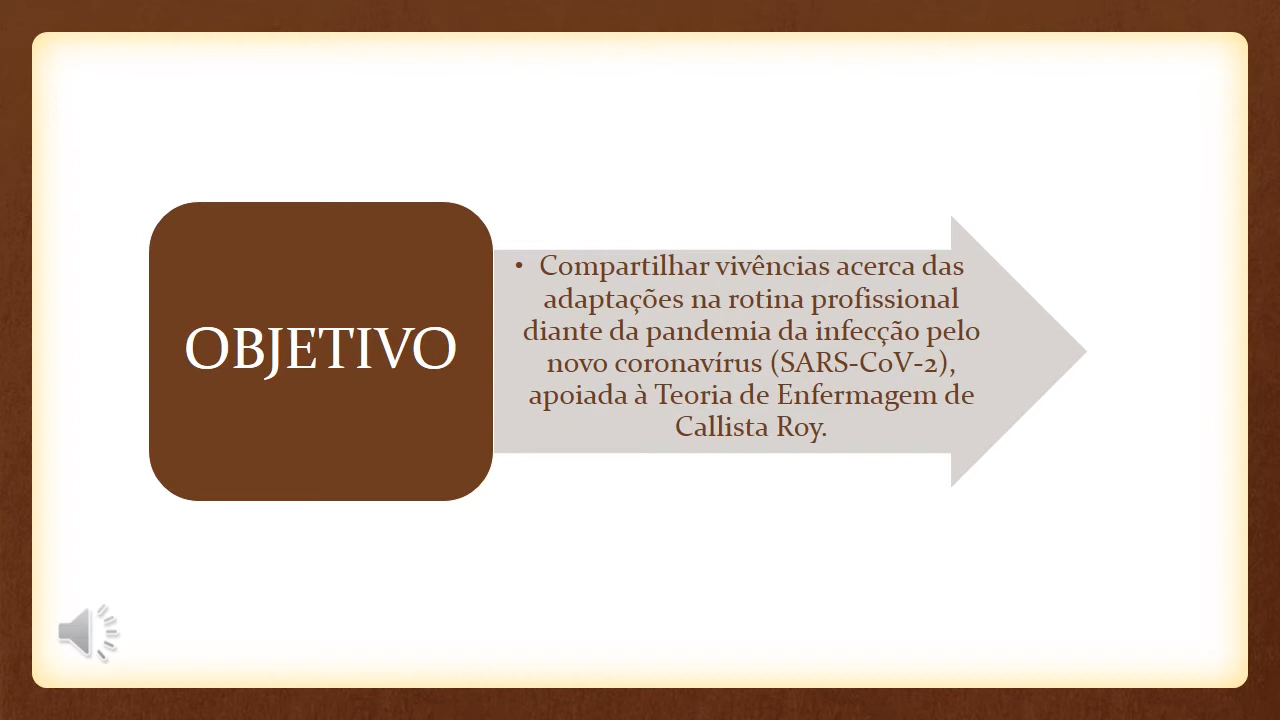 OBJETIVO
• Compartilhar vivências acerca das
adaptações na rotina profissional
diante da pandemia da infecção pelo
novo coronavírus (SARS-CoV-2),
apoiada à Teoria de Enfermagem de
Callista Roy.